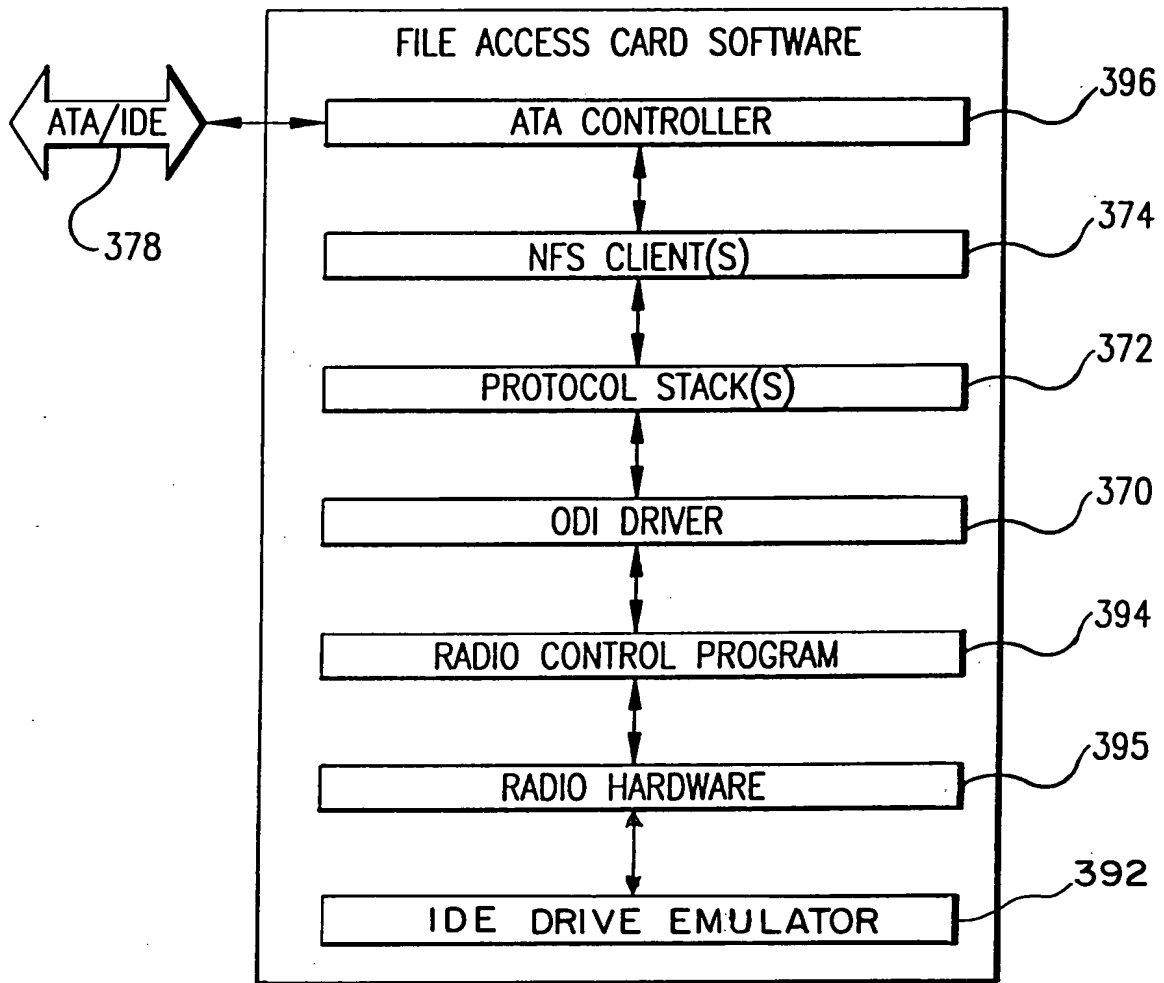 FILE ACCESS CARD SOFTWARE
396
ATA/IDE
ATA CONTROLLER
378
374
NFS CLIENT(S)
372
PROTOCOL STACK(S)
370
ODI DRIVER
394
RADIO CONTROL PROGRAM
395
RADIO HARDWARE
392
IDE DRIVE EMULATOR